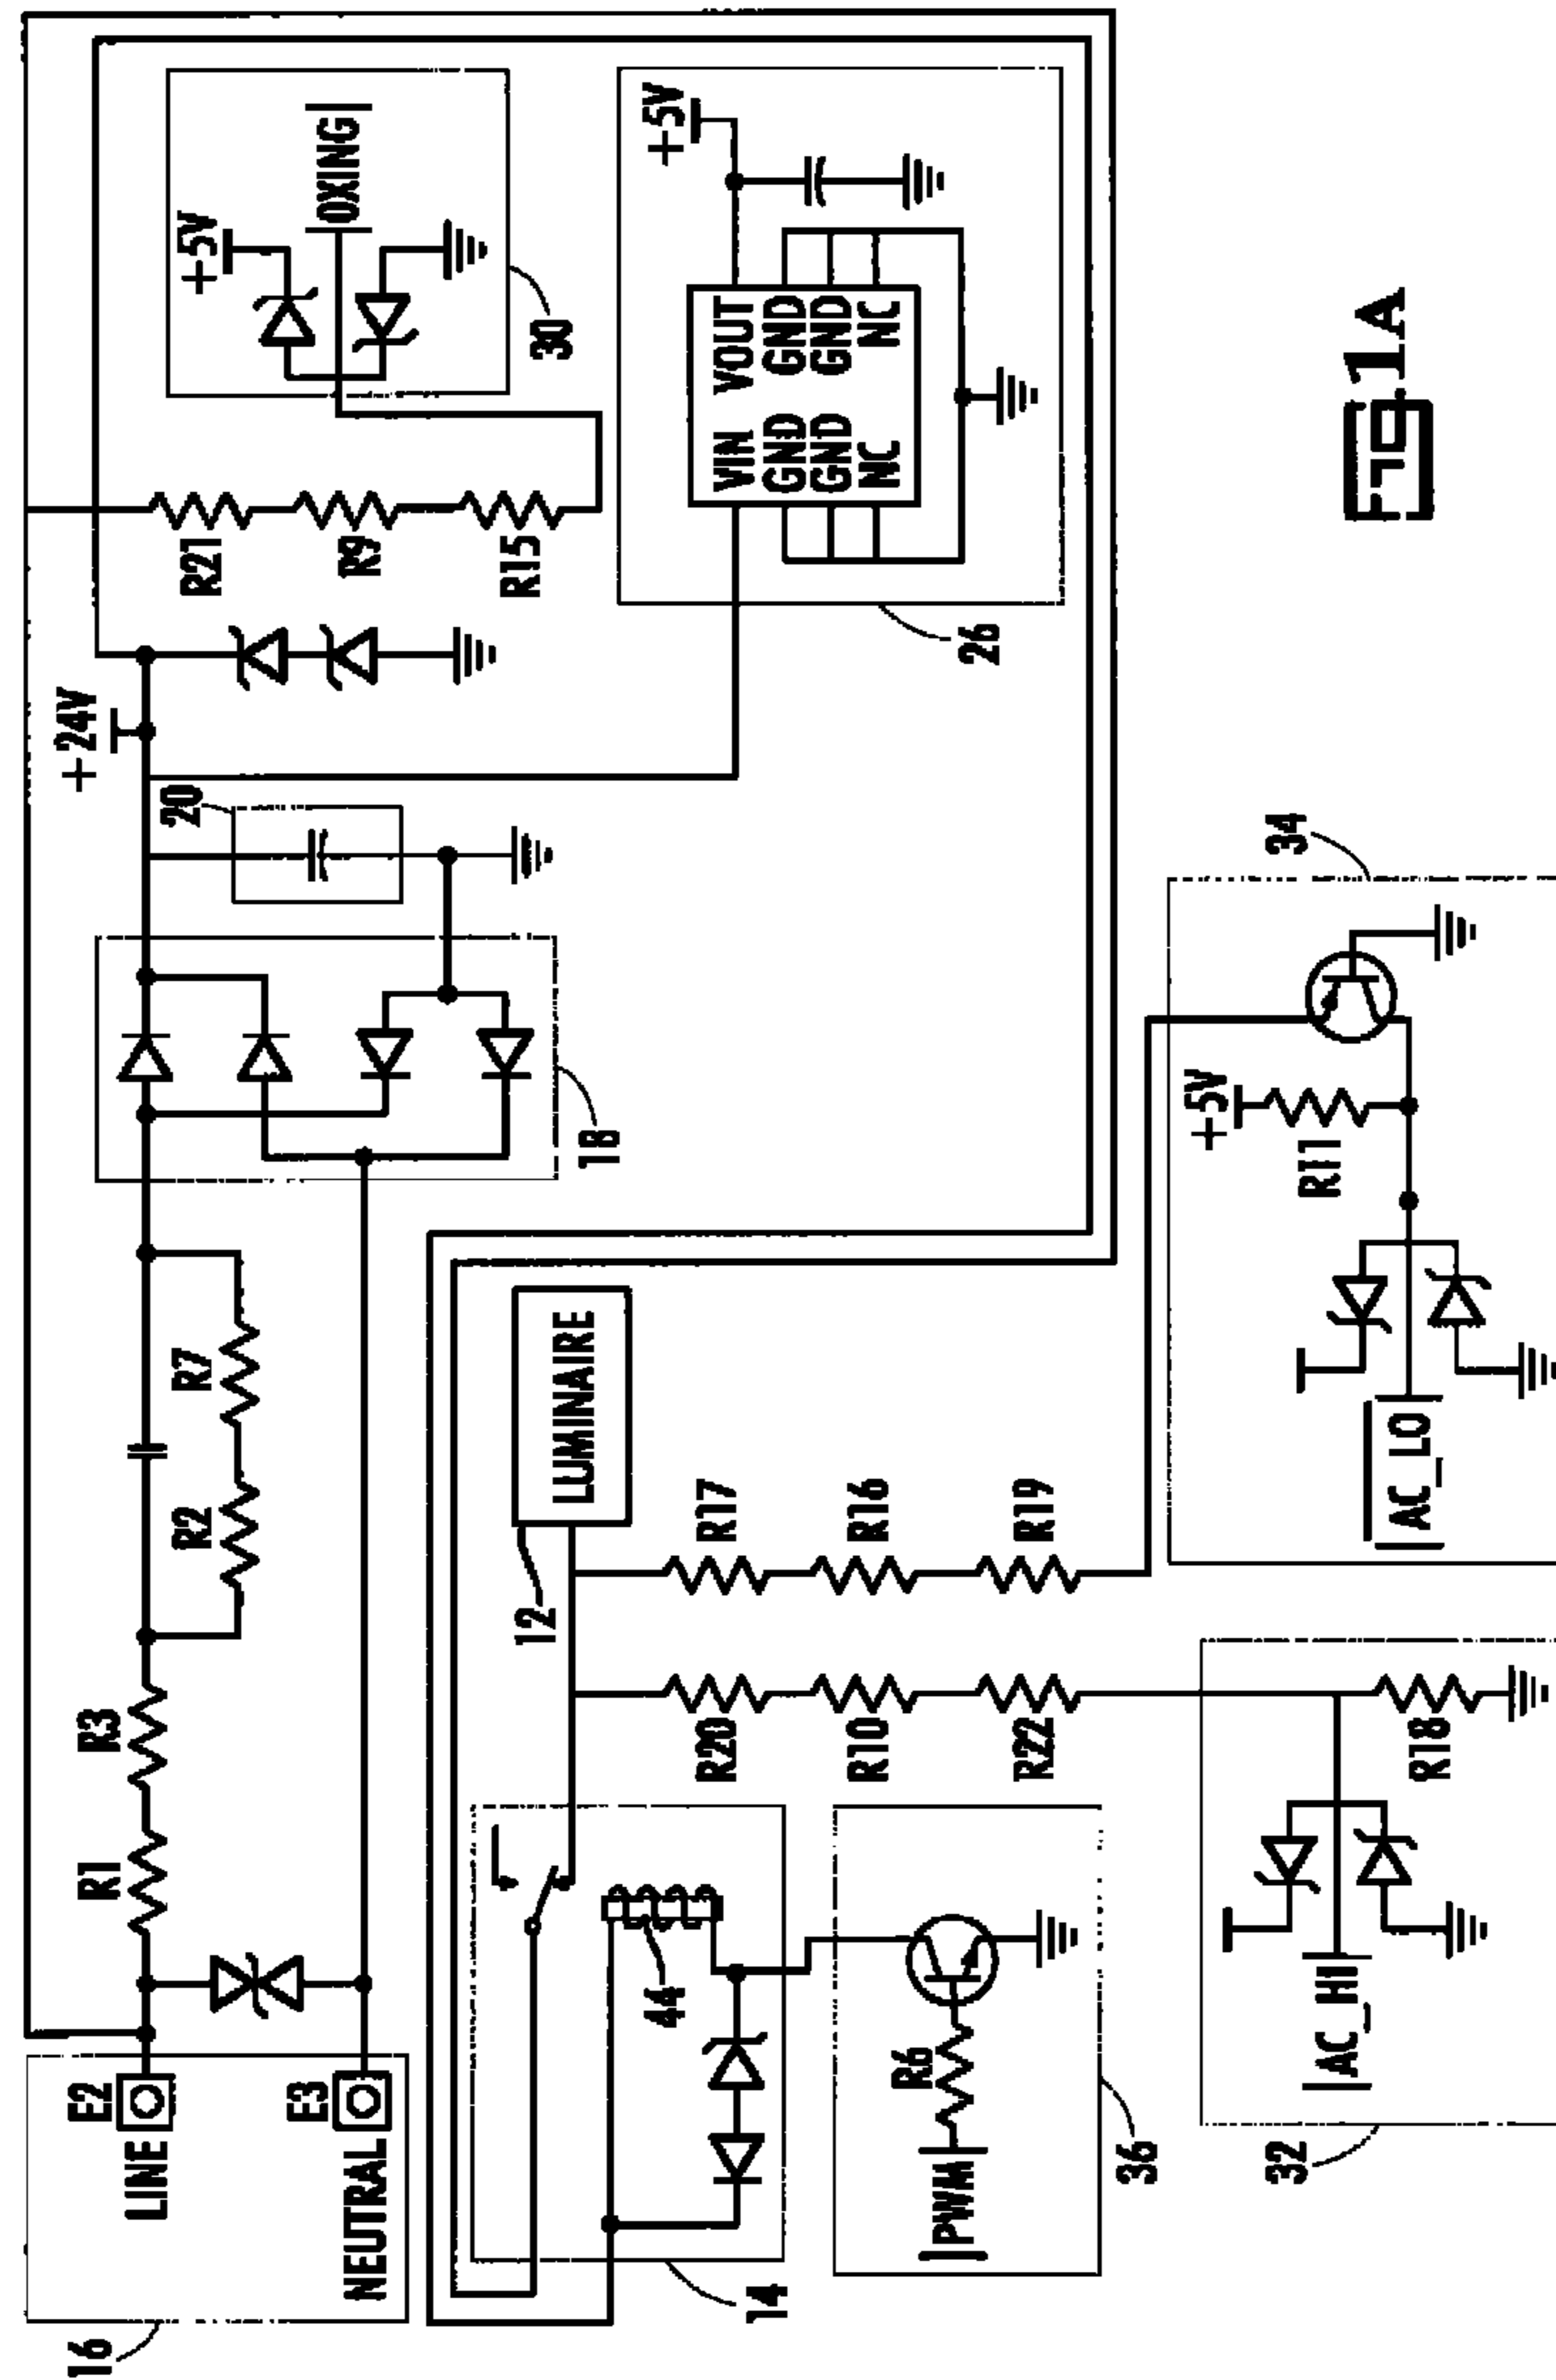 16
LINE
E2
NEUTRAL
E3
R1
R3
R2
R7
18
20
+24V
R21
R9
R15
+5V
OXING
30
+5V
VIN VOUT
GND GND
GND GND
NC NC
26
LUMINAIRE
12
44
14
PWM
R6
36
R20
R10
R22
R17
R16
R19
AC_HI
R18
32
AC_LO
R11
+5V
34
Fig.1A